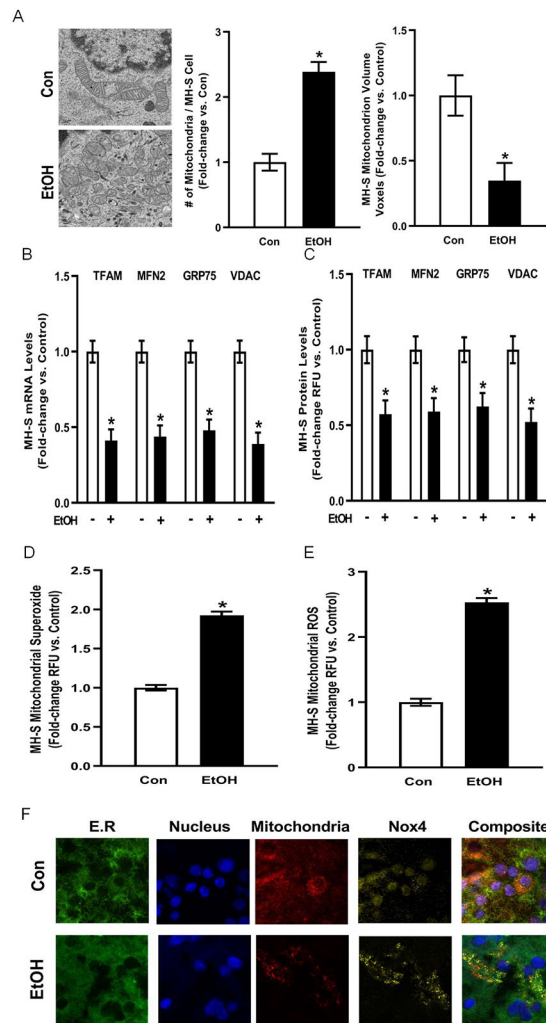 A
Con
EtOH
# of Mitochondria / MH-S Cell
(Fold-change vs. Con)
3
2
1
0
*
Con EtOH
MH-S Mitochondrion Volume
Voxels (Fold-change vs. Control)
1.5
1.0
0.5
0.0
*
Con EtOH
B
MH-S mRNA Levels
(Fold-change vs. Control)
1.5
1.0
0.5
0.0
TFAM MFN2 GRP75 VDAC
* * * *
EtOH - + - + - + - +
C
MH-S Protein Levels
(Fold-change RFU vs. Control)
1.5
1.0
0.5
0.0
TFAM MFN2 GRP75 VDAC
* * * *
EtOH - + - + - + - +
D
MH-S Mitochondrial Superoxide
(Fold-change RFU vs. Control)
2.5
2.0
1.5
1.0
0.5
0.0
*
Con EtOH
E
MH-S Mitochondrial ROS
(Fold-change RFU vs. Control)
3
2
1
0
*
Con EtOH
F
E.R Nucleus Mitochondria Nox4 Composite
Con
EtOH